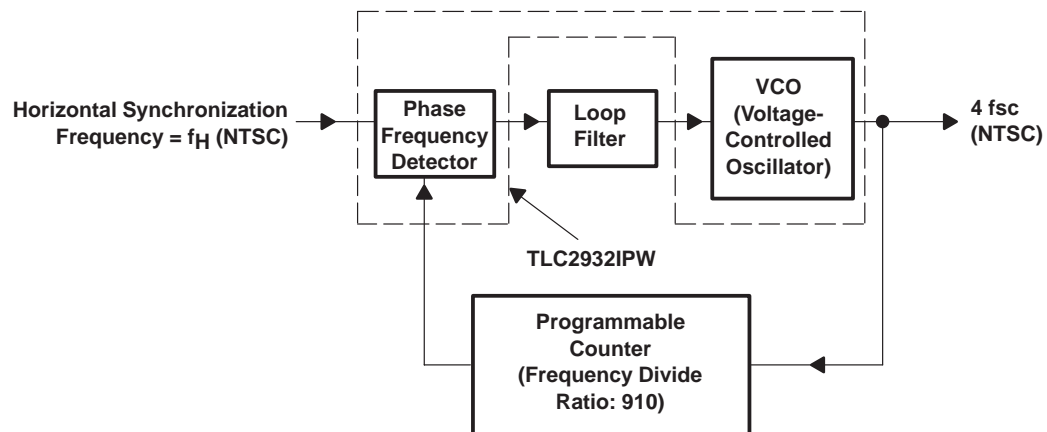 Horizontal Synchronization
Frequency = fH (NTSC)
Phase
Frequency
Detector
Loop
Filter
VCO
(Voltage-
Controlled
Oscillator)
4 fsc
(NTSC)
TLC2932IPW
Programmable
Counter
(Frequency Divide
Ratio: 910)